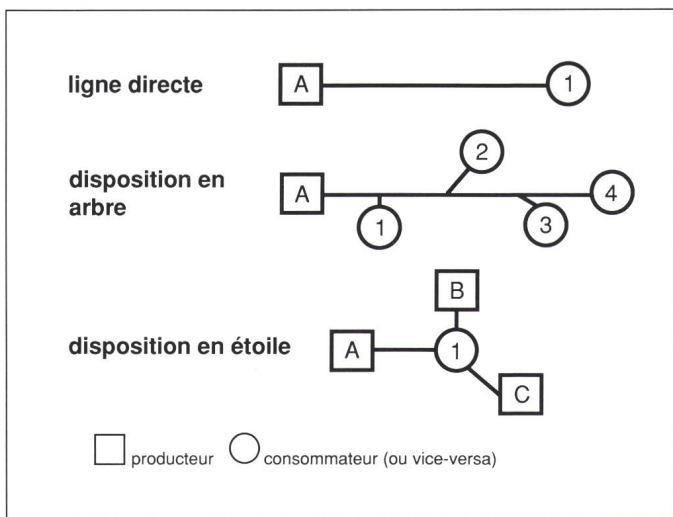 ligne directe A 1
2
disposition en
arbre
A 4
1 3
B
disposition en étoile A 1
C
producteur consommateur (ou vice-versa)